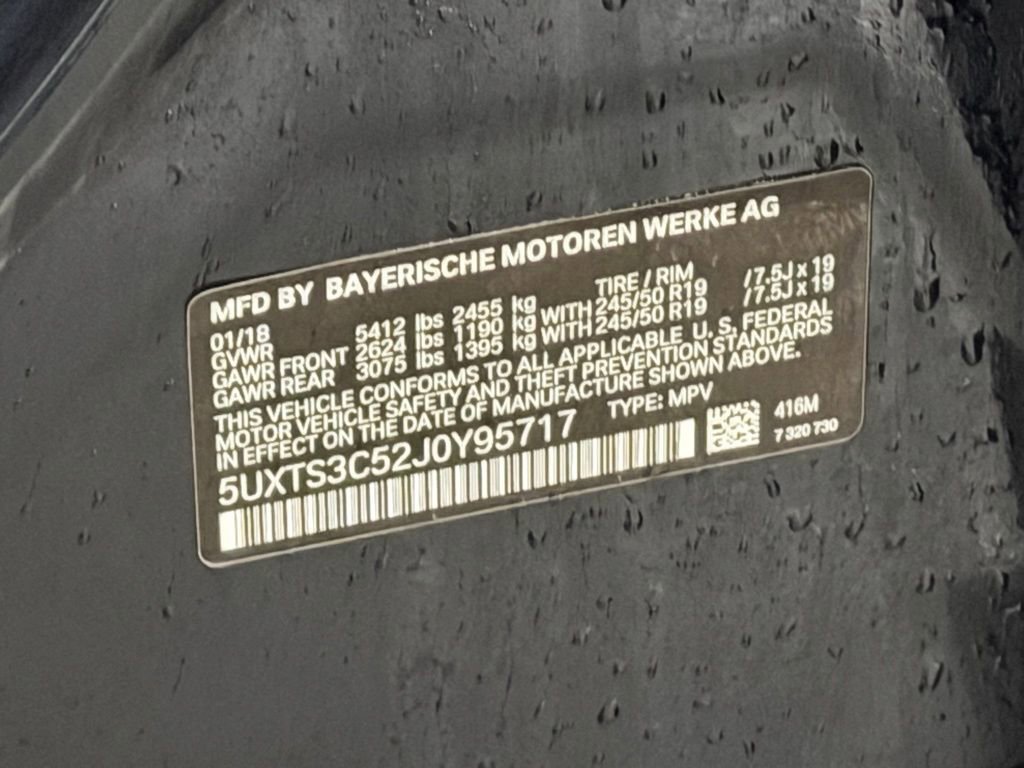 MFD BY BAYERISCHE MOTOREN WERKE AG
01/18 TIRE / RIM
GVWR 5412 lbs 2455 kg
GAWR FRONT 2624 lbs 1190 kg WITH 245/50 R19 /7.5J x 19
GAWR REAR 3075 lbs 1395 kg WITH 245/50 R19 /7.5J x 19
THIS VEHICLE CONFORMS TO ALL APPLICABLE U. S. FEDERAL
MOTOR VEHICLE SAFETY AND THEFT PREVENTION STANDARDS
IN EFFECT ON THE DATE OF MANUFACTURE SHOWN ABOVE.
5UXTS3C52J0Y95717 TYPE: MPV
416M
7 320 730